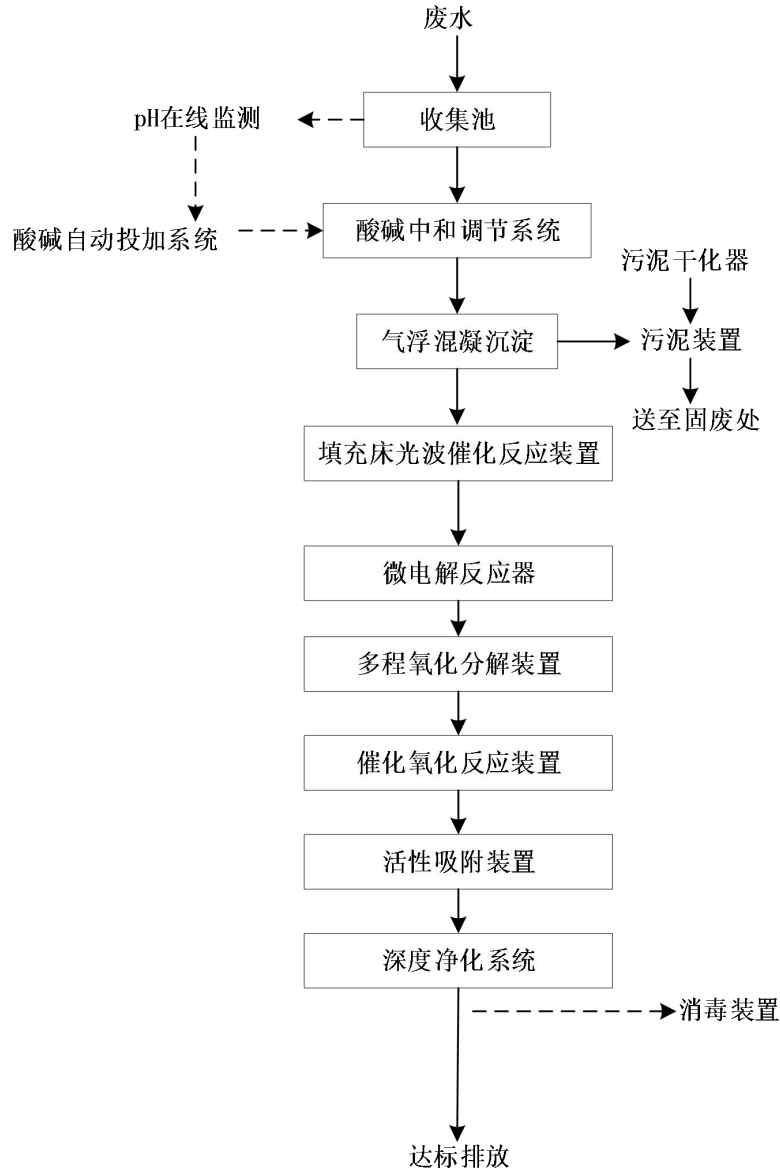 废水
pH在线监测
收集池
酸碱自动投加系统
酸碱中和调节系统
污泥干化器
气浮混凝沉淀
污泥装置
送至固废处
填充床光波催化反应装置
微电解反应器
多程氧化分解装置
催化氧化反应装置
活性吸附装置
深度净化系统
消毒装置
达标排放